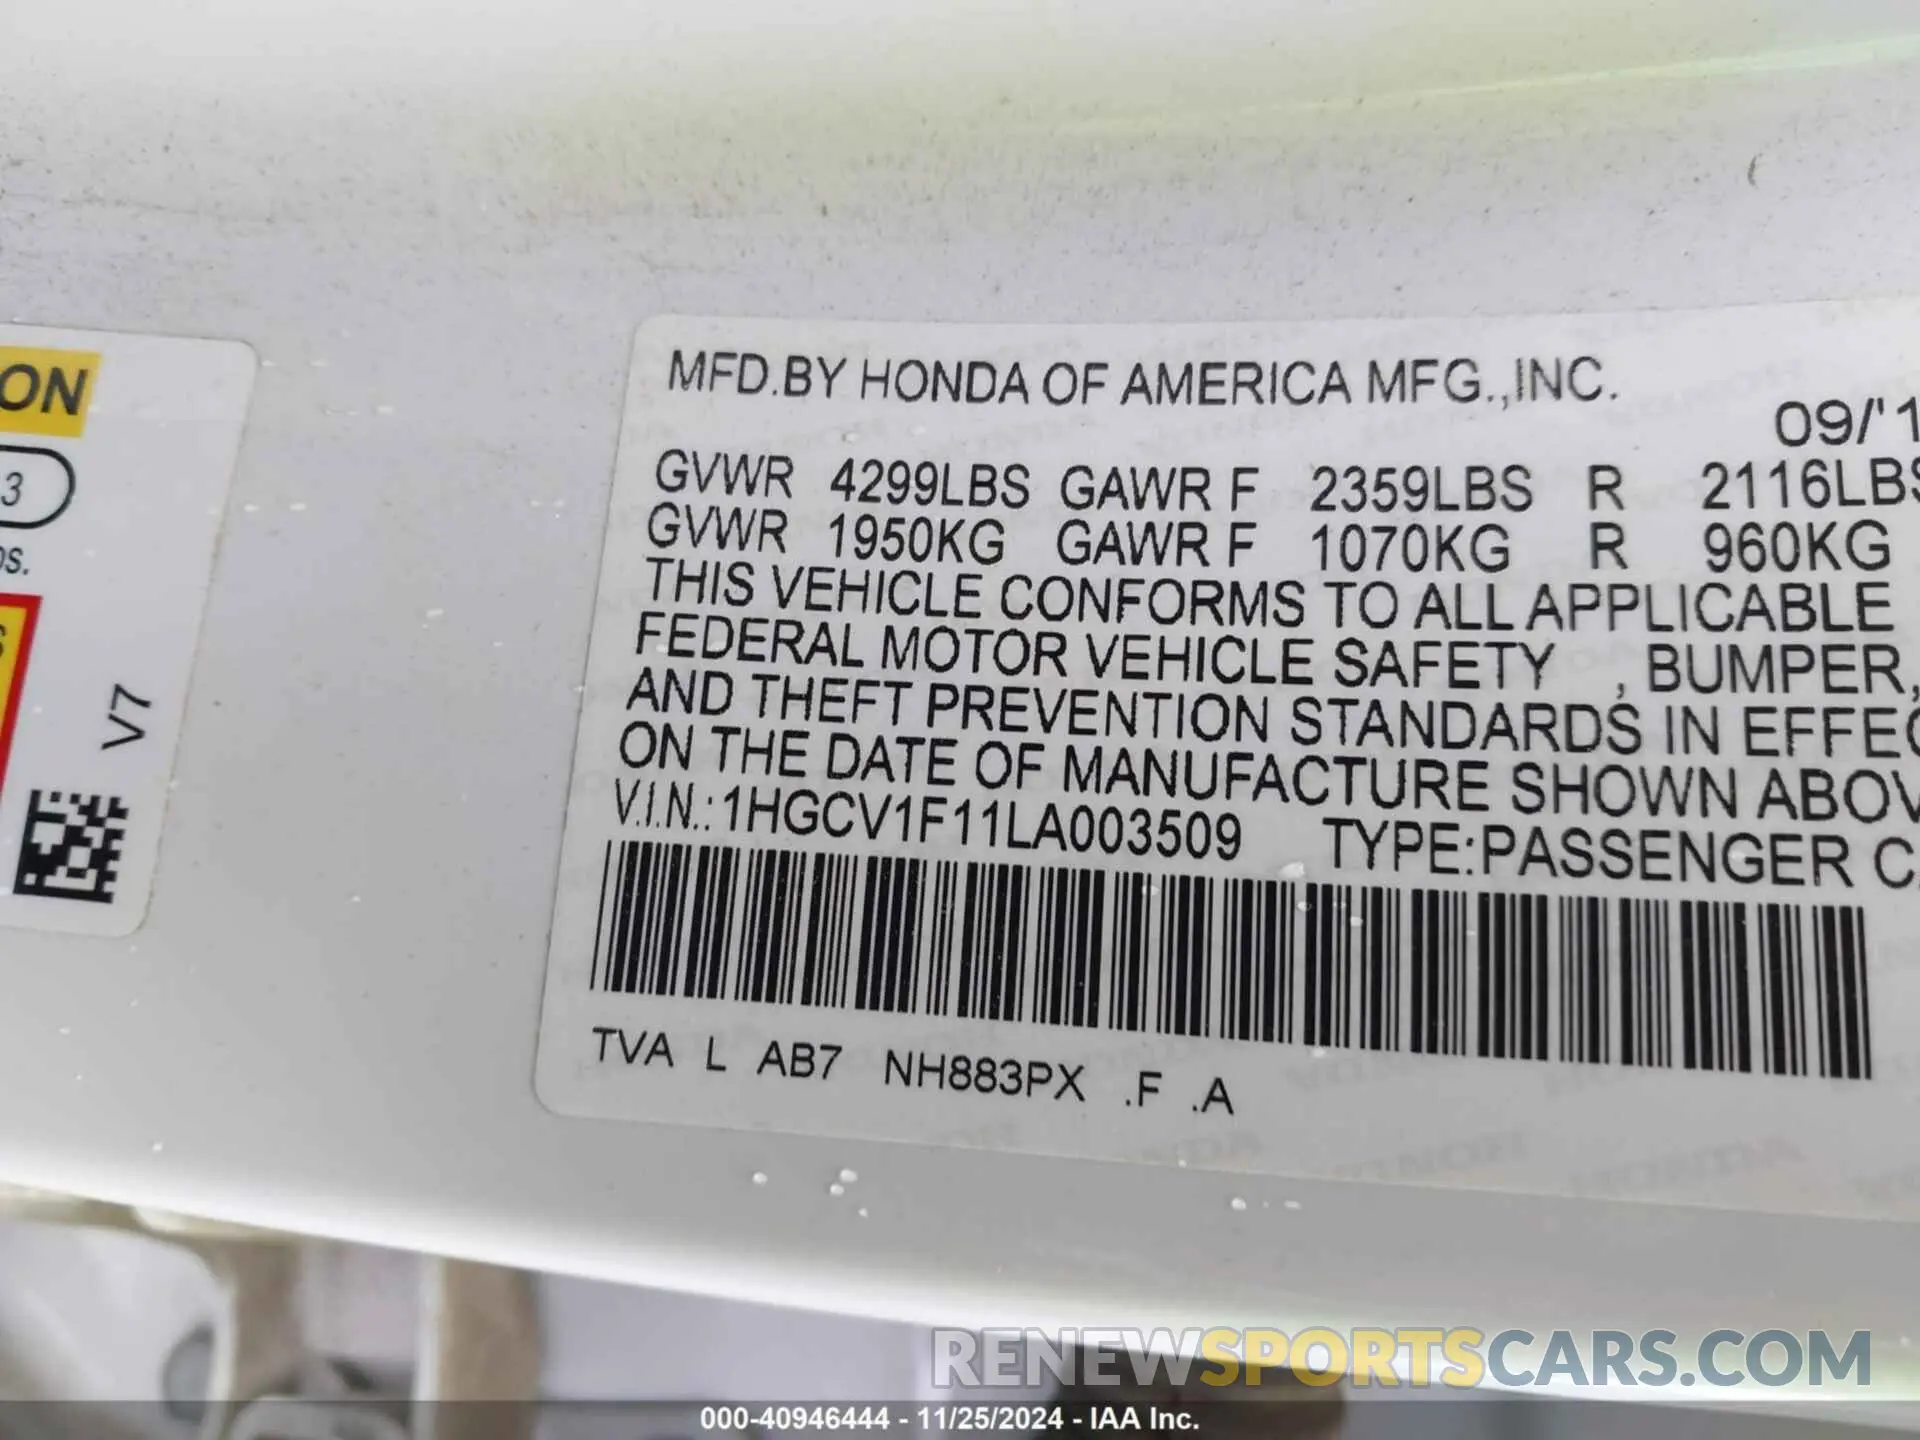 MFD.BY HONDA OF AMERICA MFG.,INC.
09/'1
GVWR 4299LBS GAWR F 2359LBS R 2116LBS
GVWR 1950KG GAWR F 1070KG R 960KG
THIS VEHICLE CONFORMS TO ALL APPLICABLE
FEDERAL MOTOR VEHICLE SAFETY , BUMPER,
AND THEFT PREVENTION STANDARDS IN EFFEC
ON THE DATE OF MANUFACTURE SHOWN ABOV
V.I.N.: 1HGCV1F11LA003509 TYPE:PASSENGER C
TVA L AB7 NH883PX .F .A
ON
3
os.
S
V7
RENEWSPORTSCARS.COM
000-40946444 - 11/25/2024 - IAA Inc.